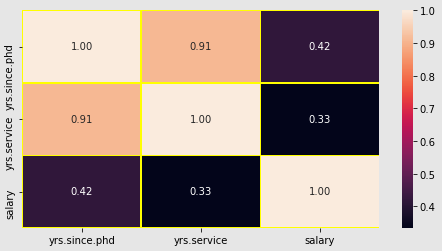 1.00 0.91 0.42
0.91 1.00 0.33
0.42 0.33 1.00
yrs.since.phd
yrs.service
salary
yrs.since.phd yrs.service salary
1.0
0.9
0.8
0.7
0.6
0.5
0.4